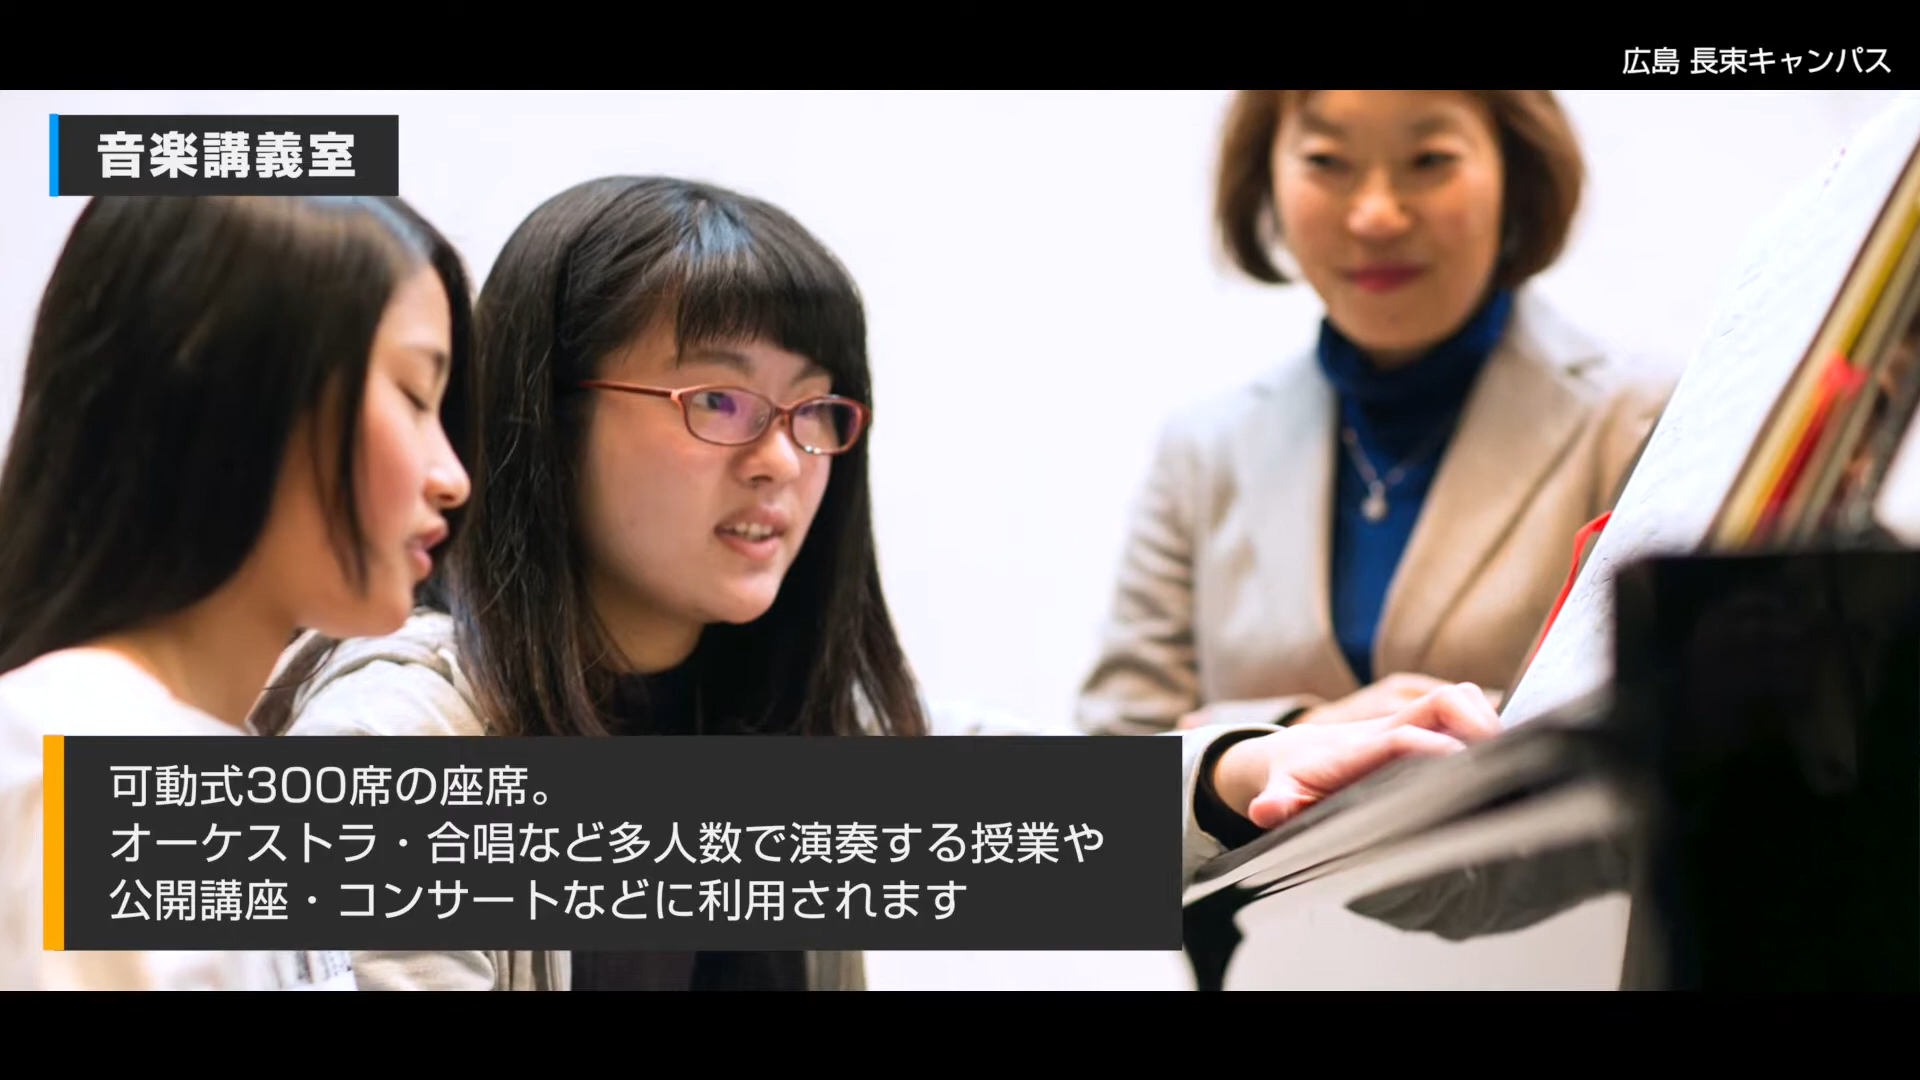 広島 長束キャンパス
音楽講義室
可動式300席の座席。
オーケストラ・合唱など多人数で演奏する授業や
公開講座・コンサートなどに利用されます